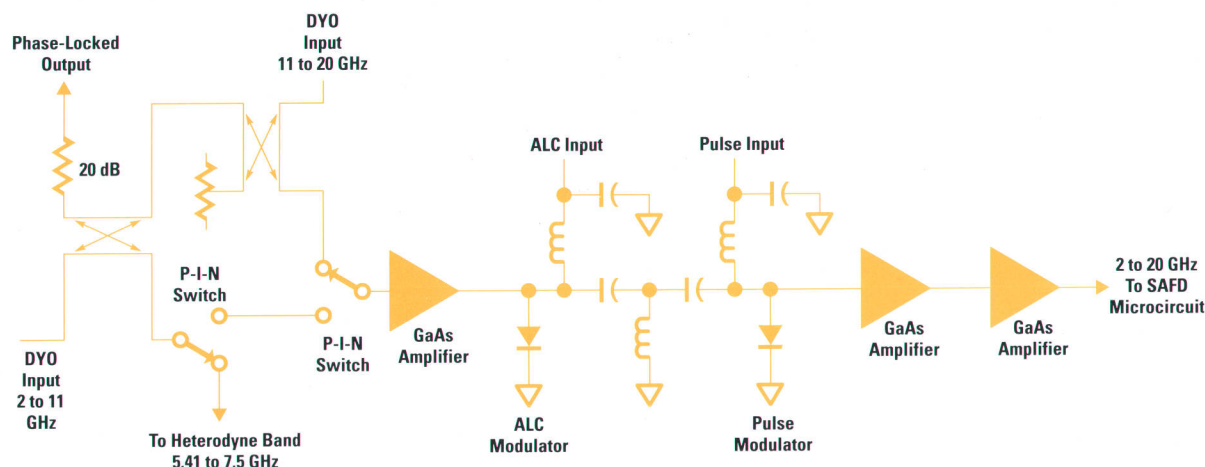 Phase-Locked
Output
DYO
Input
11 to 20 GHz
20 dB
ALC Input
Pulse Input
P-I-N
Switch
P-I-N
Switch
GaAs
Amplifier
GaAs
Amplifier
GaAs
Amplifier
2 to 20 GHz
To SAFD
Microcircuit
DYO
Input
2 to 11
GHz
To Heterodyne Band
5.41 to 7.5 GHz
ALC
Modulator
Pulse
Modulator